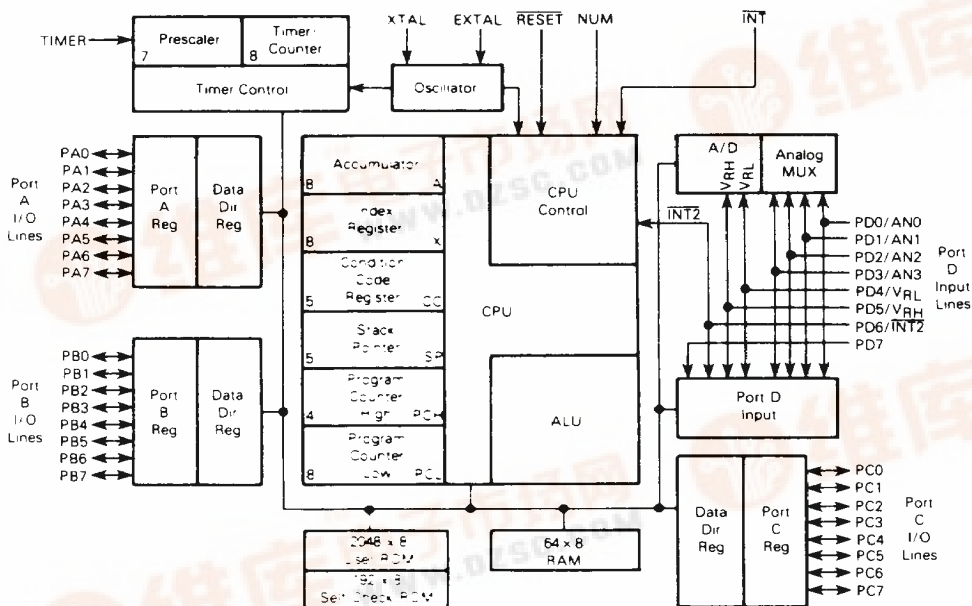 XTAL EXTAL RESET NUM INT
TIMER
Prescaler
7
Timer
Counter
8
Timer Control
Oscillator
Port
A
I/O
Lines
PA0
PA1
PA2
PA3
PA4
PA5
PA6
PA7
Port
A
Reg
Data
Dir
Reg
Accumulator
8 A
Index
Register
8 X
Condition
Code
Register
5 CC
Stack
Pointer
5 SP
Program
Counter
High
4 PCH
Program
Counter
Low
8 PCL
CPU
Control
CPU
ALU
INT2
A/D
VRH
VRL
Analog
MUX
PD0/AN0
PD1/AN1
PD2/AN2
PD3/AN3
PD4/VRL
PD5/VRH
PD6/INT2
PD7
Port
D
Input
Lines
Port D
Input
Port
B
I/O
Lines
PB0
PB1
PB2
PB3
PB4
PB5
PB6
PB7
Port
B
Reg
Data
Dir
Reg
2048 x 8
User ROM
192 x 8
Self Check ROM
64 x 8
RAM
Data
Dir
Reg
Port
C
Reg
PC0
PC1
PC2
PC3
PC4
PC5
PC6
PC7
Port
C
I/O
Lines
维库
WWW.DZSC.COM